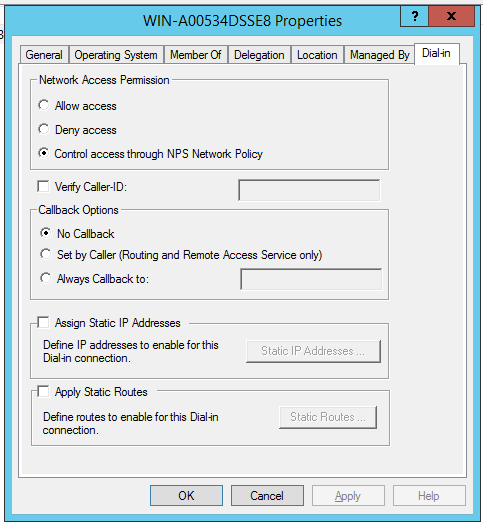 WIN-A00534DSSE8 Properties
?
X
General
Operating System
Member Of
Delegation
Location
Managed By
Dial-in
Network Access Permission
Allow access
Deny access
Control access through NPS Network Policy
Verify Caller-ID:
Callback Options
No Callback
Set by Caller (Routing and Remote Access Service only)
Always Callback to:
Assign Static IP Addresses
Define IP addresses to enable for this
Dial-in connection.
Static IP Addresses ...
Apply Static Routes
Define routes to enable for this Dial-in
connection.
Static Routes ...
OK
Cancel
Apply
Help